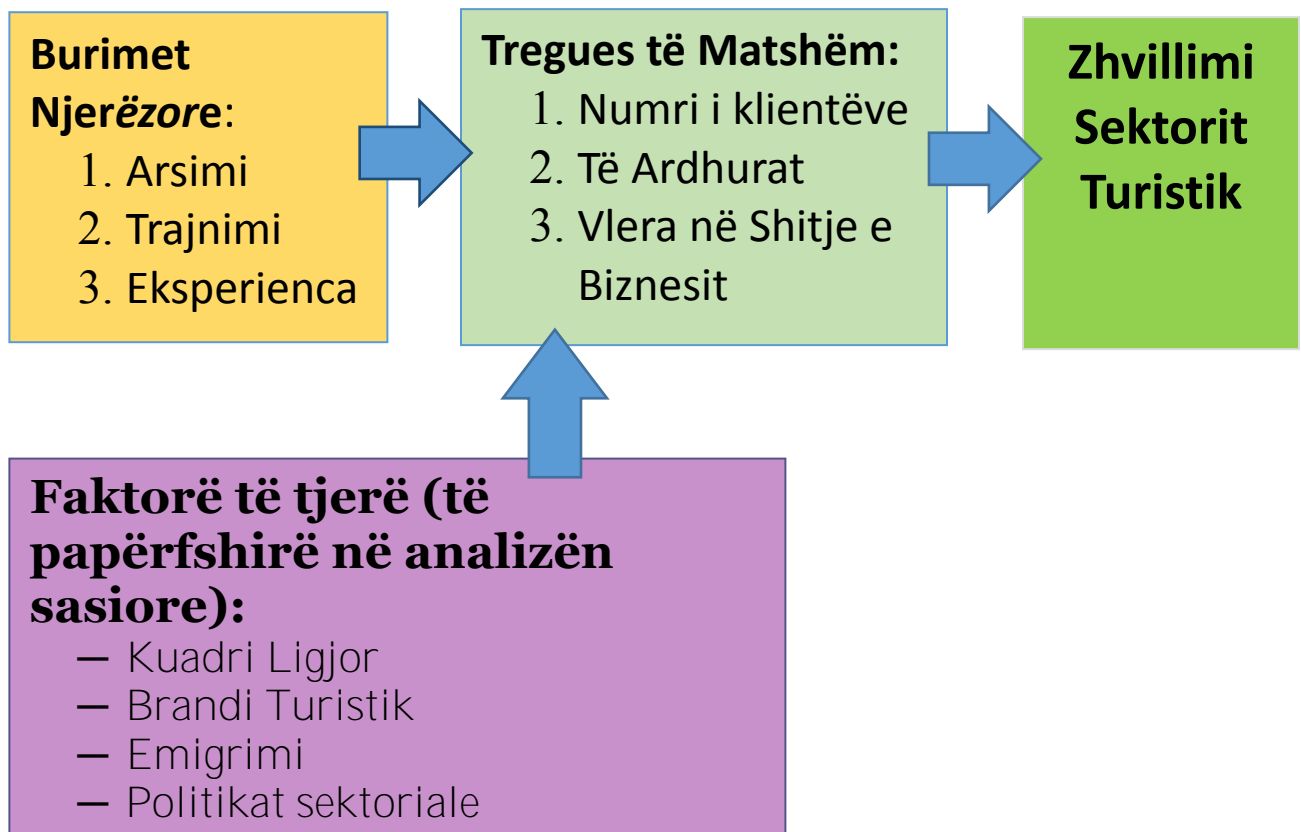 Burimet
Njerëzore:
1. Arsimi
2. Trajnimi
3. Eksperienca
Tregues të Matshëm:
1. Numri i klientëve
2. Të Ardhurat
3. Vlera në Shitje e
Biznesit
Zhvillimi
Sektorit
Turistik
Faktorë të tjerë (të
papërfshirë në analizën
sasiore):
— Kuadri Ligjor
— Brandi Turistik
— Emigrimi
— Politikat sektoriale